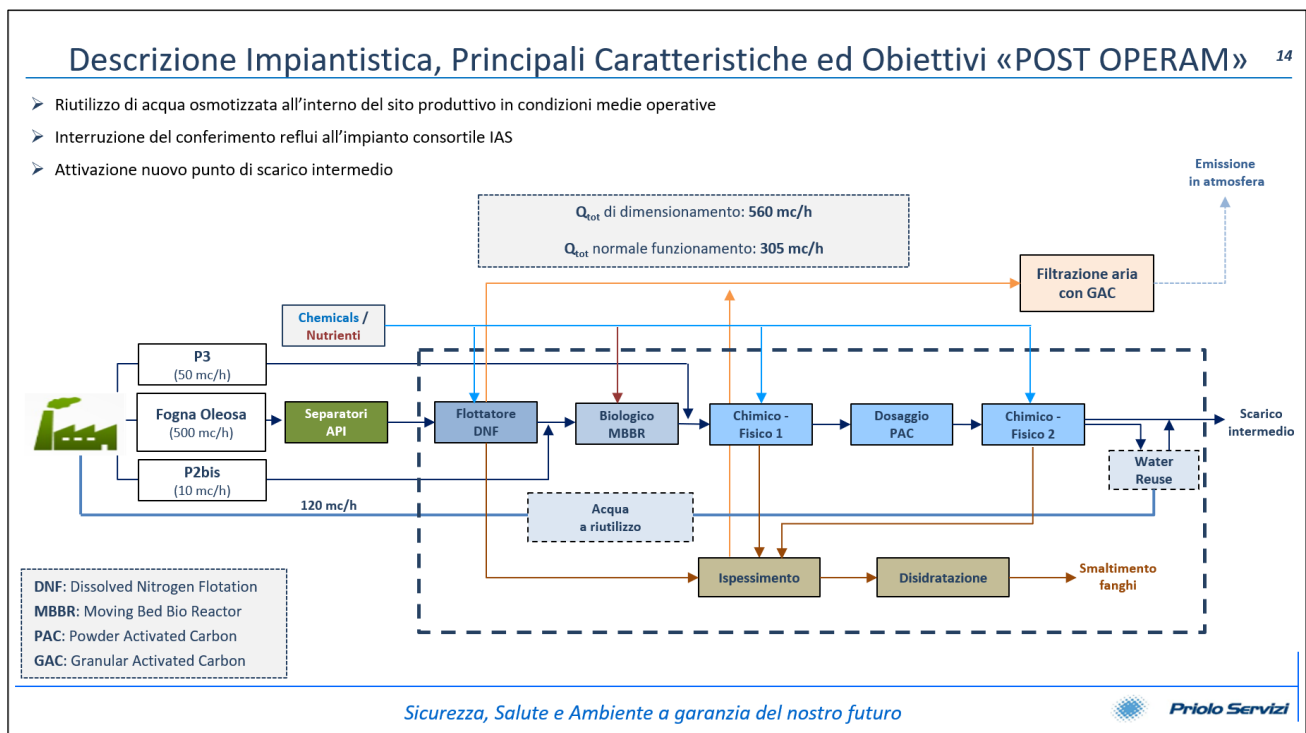 Descrizione Impiantistica, Principali Caratteristiche ed Obiettivi «POST OPERAM»
14
Riutilizzo di acqua osmotizzata all'interno del sito produttivo in condizioni medie operative
Interruzione del conferimento reflui all'impianto consortile IAS
Attivazione nuovo punto di scarico intermedio
Emissione
in atmosfera
Qtot di dimensionamento: 560 mc/h
Qtot normale funzionamento: 305 mc/h
Filtrazione aria
con GAC
Chemicals /
Nutrienti
P3
(50 mc/h)
Fogna Oleosa
(500 mc/h)
Separatori
API
Flottatore
DNF
Biologico
MBBR
Chimico -
Fisico 1
Dosaggio
PAC
Chimico -
Fisico 2
Scarico
intermedio
P2bis
(10 mc/h)
Water
Reuse
120 mc/h
Acqua
a riutilizzo
Ispessimento
Disidratazione
Smaltimento
fanghi
DNF: Dissolved Nitrogen Flotation
MBBR: Moving Bed Bio Reactor
PAC: Powder Activated Carbon
GAC: Granular Activated Carbon
Sicurezza, Salute e Ambiente a garanzia del nostro futuro
Priolo Servizi